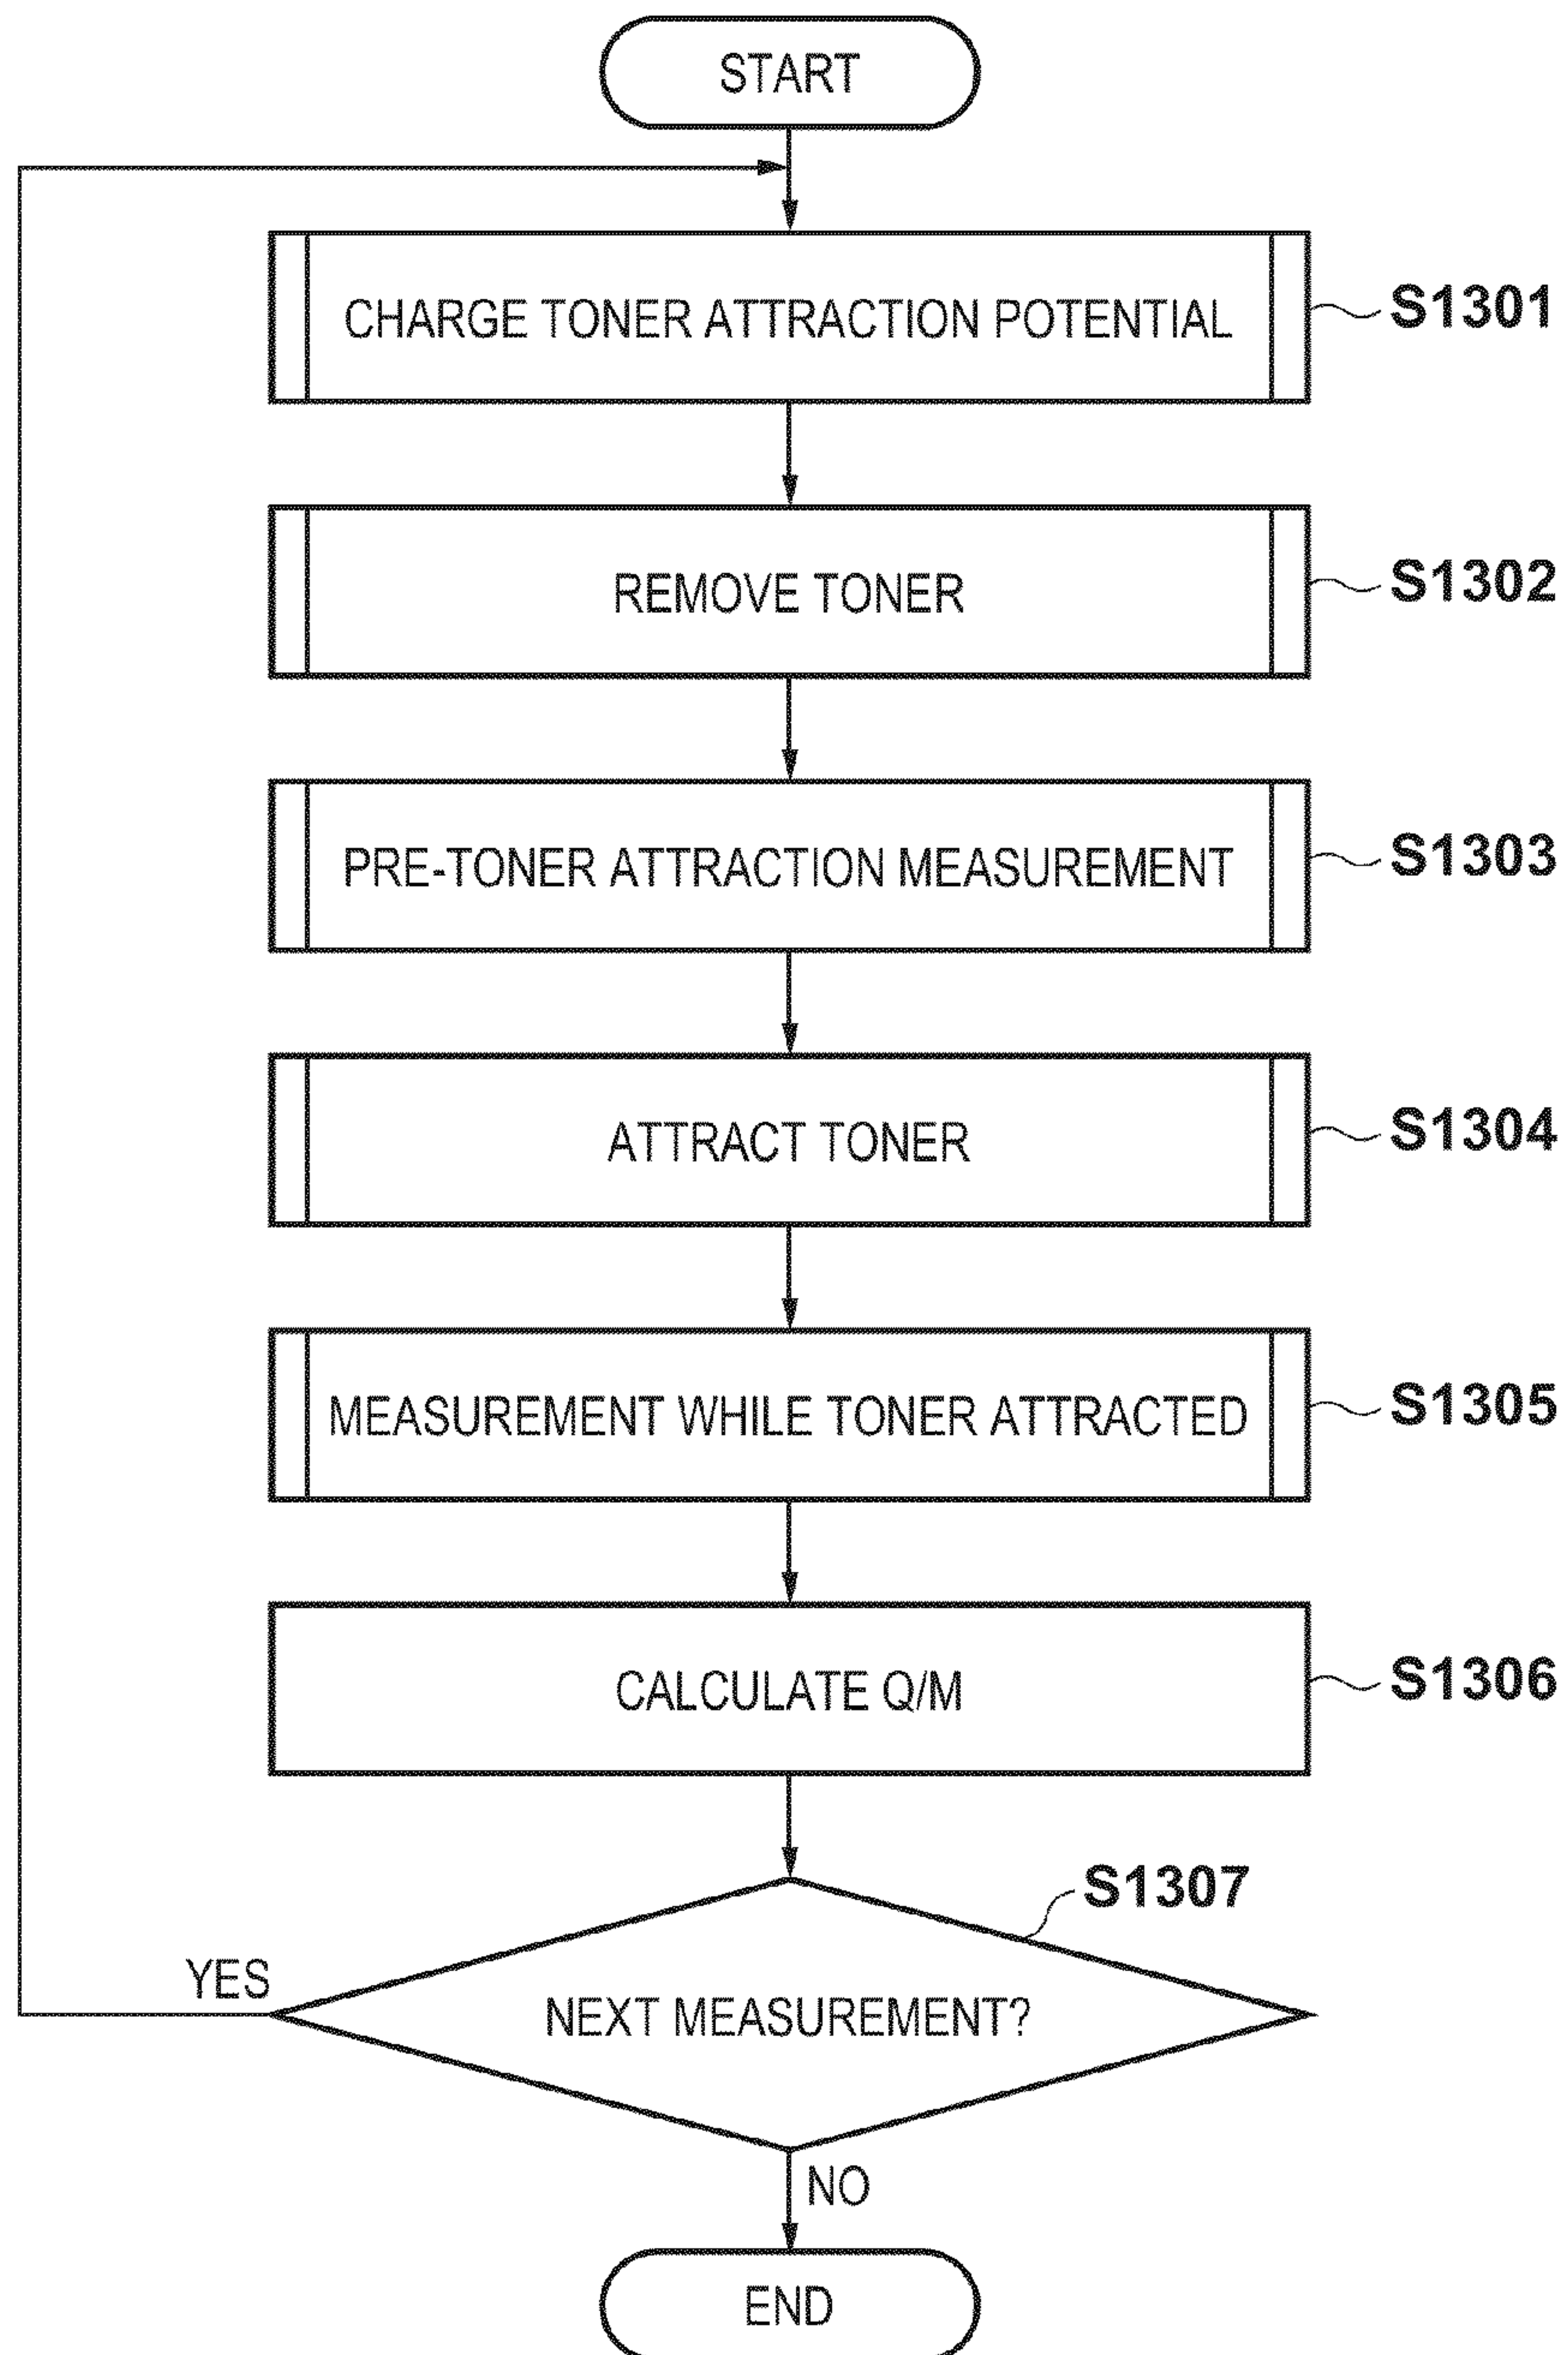 START
CHARGE TONER ATTRACTION POTENTIAL
S1301
REMOVE TONER
S1302
PRE-TONER ATTRACTION MEASUREMENT
S1303
ATTRACT TONER
S1304
MEASUREMENT WHILE TONER ATTRACTED
S1305
CALCULATE Q/M
S1306
S1307
YES
NEXT MEASUREMENT?
NO
END